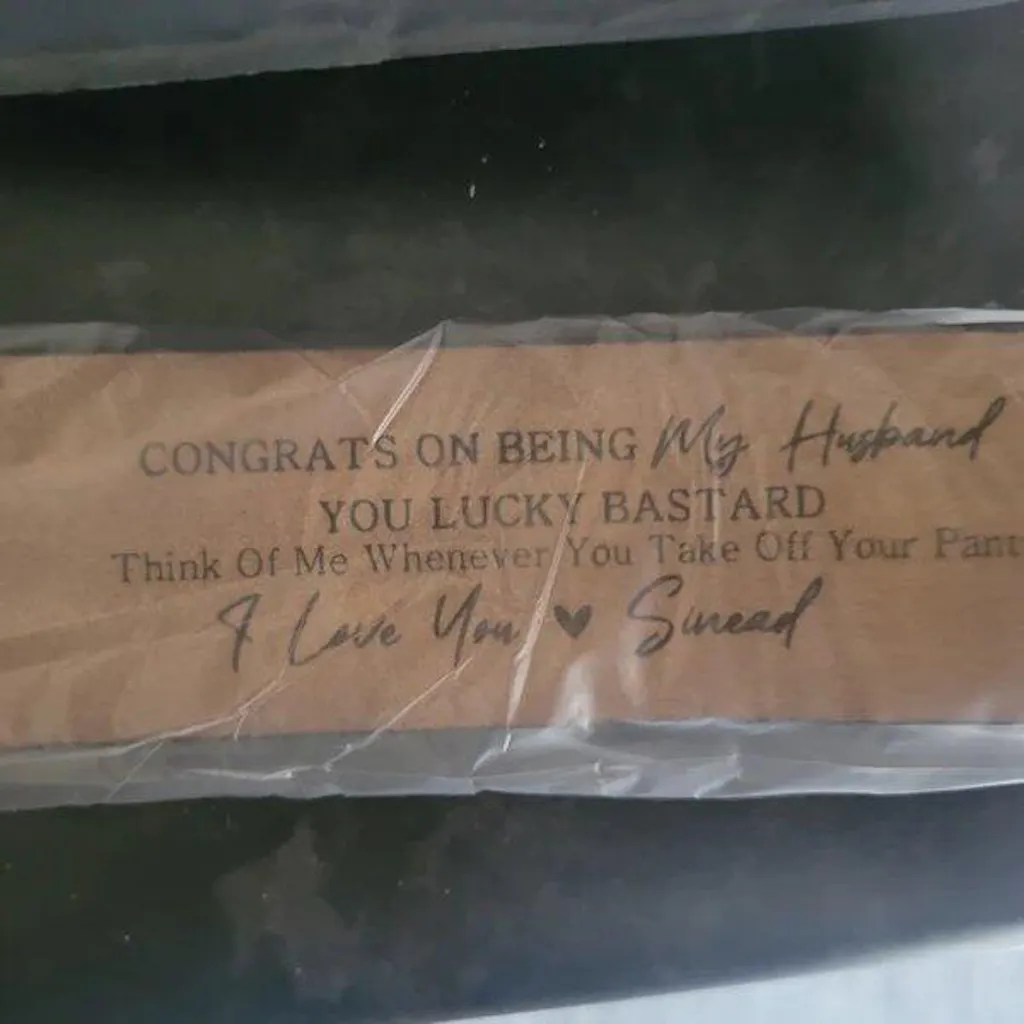 CONGRATS ON BEING My Husband
YOU LUCKY BASTARD
Think Of Me Whenever You Take Off Your Pant
I Love You ♥ Sinead